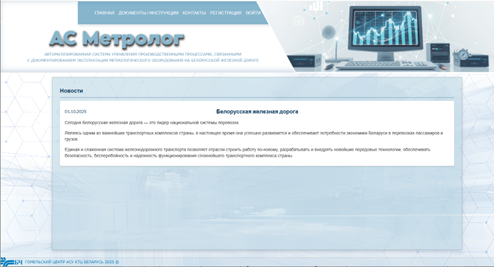 ГЛАВНАЯ ДОКУМЕНТЫ/ИНСТРУКЦИИ КОНТАКТЫ РЕГИСТРАЦИЯ ВОЙТИ
АС Метролог
АВТОМАТИЗИРОВАННАЯ СИСТЕМА УПРАВЛЕНИЯ ПРОИЗВОДСТВЕННЫМИ ПРОЦЕССАМИ, СВЯЗАННЫМИ
С ДОКУМЕНТИРОВАНИЕМ ЭКСПЛУАТАЦИИ МЕТРОЛОГИЧЕСКОГО ОБОРУДОВАНИЯ НА БЕЛОРУССКОЙ ЖЕЛЕЗНОЙ ДОРОГЕ
Новости
Белорусская железная дорога
Сегодня белорусская железная дорога — это лидер национальной системы перевозок.
Являясь одним из важнейших транспортных комплексов страны, в настоящее время она успешно развивается и обеспечивает потребности экономики Беларуси в перевозках пассажиров и
грузов.
Единая и слаженная система железнодорожного транспорта позволяет отрасли строить работу по-новому, разрабатывать и внедрять новейшие передовые технологии, обеспечивать
безопасность, бесперебойность и надежность функционирования сложнейшего транспортного комплекса страны.
БЧ ГОМЕЛЬСКИЙ ЦЕНТР АСУ КТЦ БЕЛАРУСЬ 2025 ©